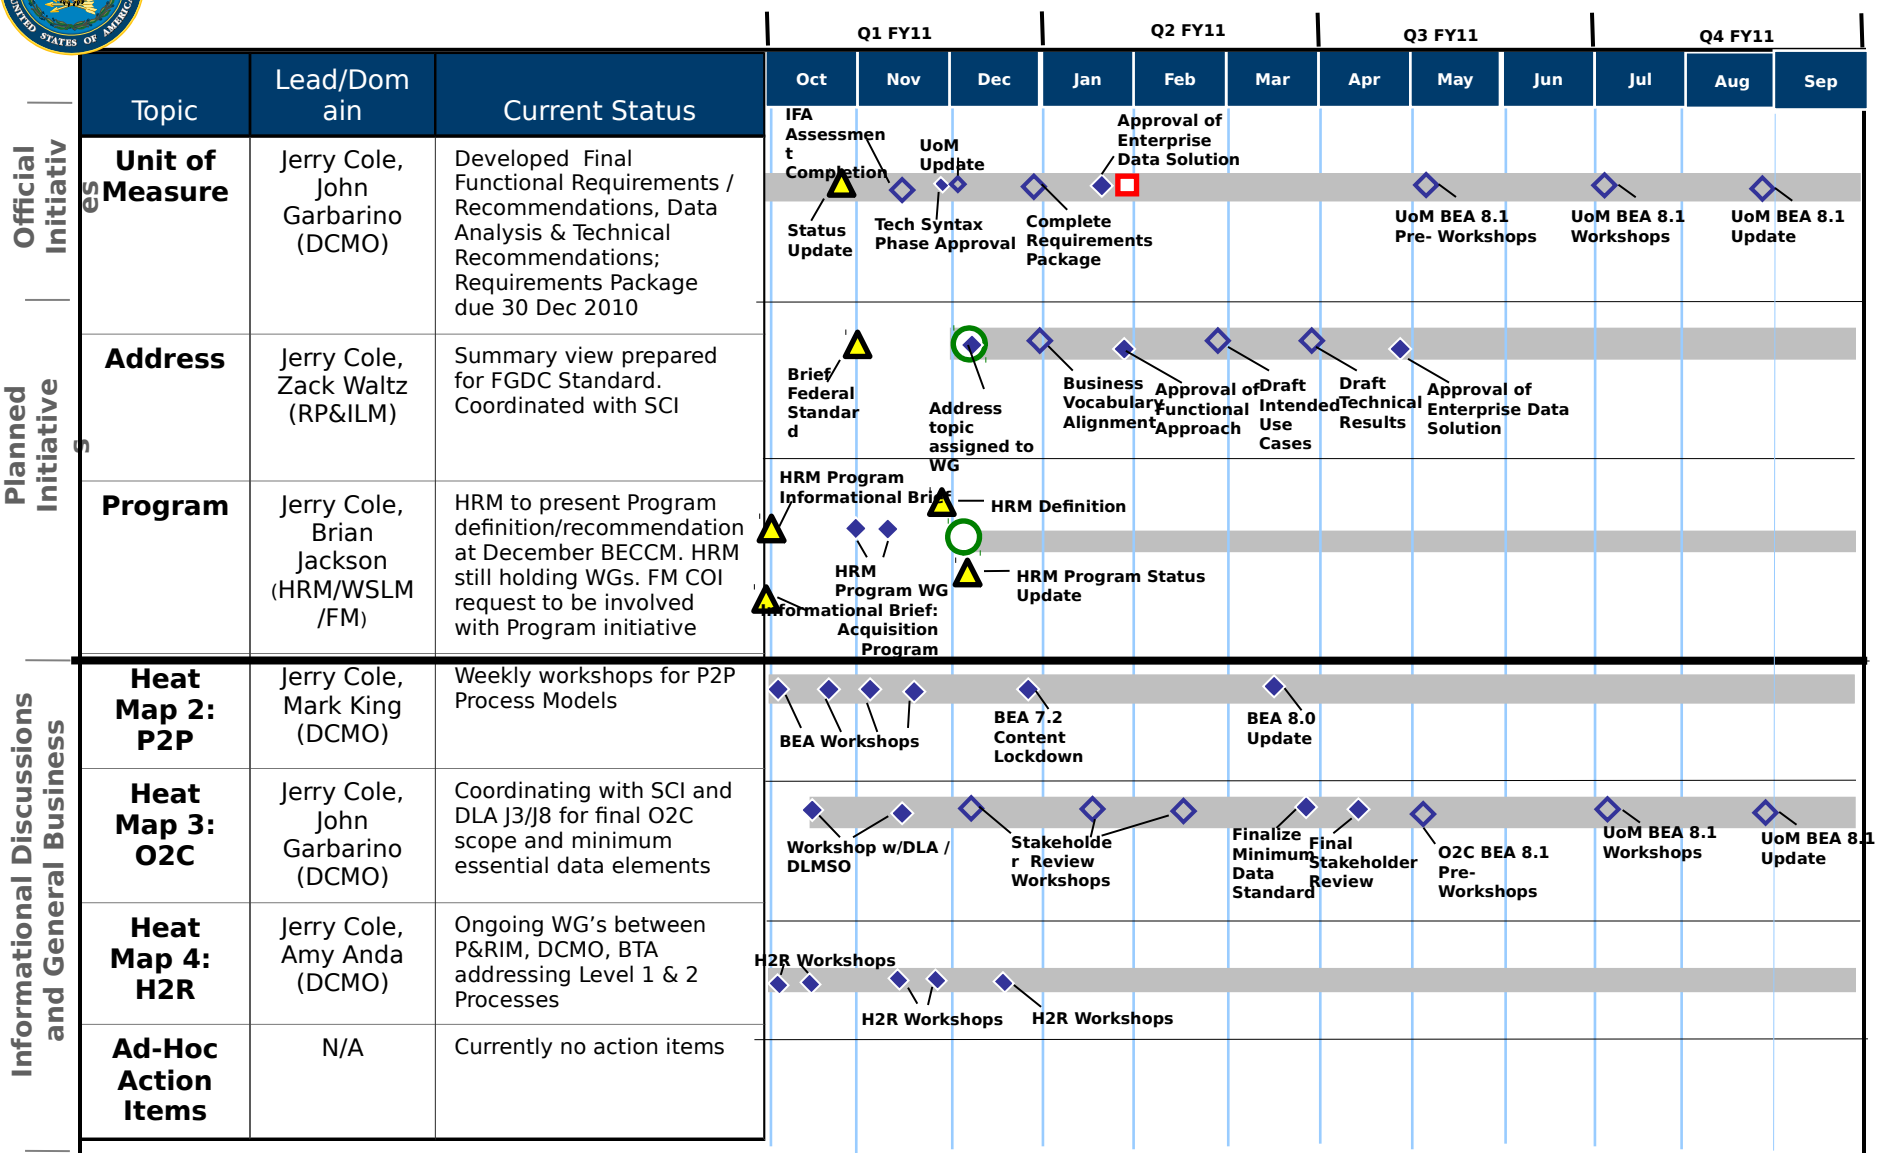 UNITED STATES OF AMERICA
Q1 FY11
Q2 FY11
Q3 FY11
Q4 FY11
Topic
Lead/Dom
ain
Current Status
Oct
Nov
Dec
Jan
Feb
Mar
Apr
May
Jun
Jul
Aug
Sep
Official
Initiativ
es
Unit of
Measure
Jerry Cole,
John
Garbarino
(DCMO)
Developed  Final
Functional Requirements /
Recommendations, Data
Analysis & Technical
Recommendations;
Requirements Package
due 30 Dec 2010
IFA
Assessmen
t
Completion
Status
Update
UoM
Update
Tech Syntax
Phase Approval
Complete
Requirements
Package
Approval of
Enterprise
Data Solution
UoM BEA 8.1
Pre- Workshops
UoM BEA 8.1
Workshops
UoM BEA 8.1
Update
Planned
Initiative
s
Address
Jerry Cole,
Zack Waltz
(RP&ILM)
Summary view prepared
for FGDC Standard.
Coordinated with SCI
Brief
Federal
Standar
d
Address
topic
assigned to
WG
Business
Vocabulary
Alignment
Approval of
Functional
Approach
Draft
Intended
Use
Cases
Draft
Technical
Results
Approval of
Enterprise Data
Solution
Program
Jerry Cole,
Brian
Jackson
(HRM/WSLM
/FM)
HRM to present Program
definition/recommendation
at December BECCM. HRM
still holding WGs. FM COI
request to be involved
with Program initiative
HRM Program
Informational Brief
HRM Definition
HRM
Program WG
HRM Program Status
Update
Informational Brief:
Acquisition
Program
Informational Discussions
and General Business
Heat
Map 2:
P2P
Jerry Cole,
Mark King
(DCMO)
Weekly workshops for P2P
Process Models
BEA Workshops
BEA 7.2
Content
Lockdown
BEA 8.0
Update
Heat
Map 3:
O2C
Jerry Cole,
John
Garbarino
(DCMO)
Coordinating with SCI and
DLA J3/J8 for final O2C
scope and minimum
essential data elements
Workshop w/DLA /
DLMSO
Stakeholde
r  Review
Workshops
Finalize
Minimum
Data
Standard
Final
Stakeholder
Review
O2C BEA 8.1
Pre-
Workshops
UoM BEA 8.1
Workshops
UoM BEA 8.1
Update
Heat
Map 4:
H2R
Jerry Cole,
Amy Anda
(DCMO)
Ongoing WG’s between
P&RIM, DCMO, BTA
addressing Level 1 & 2
Processes
H2R Workshops
H2R Workshops
H2R Workshops
Ad-Hoc
Action
Items
N/A
Currently no action items